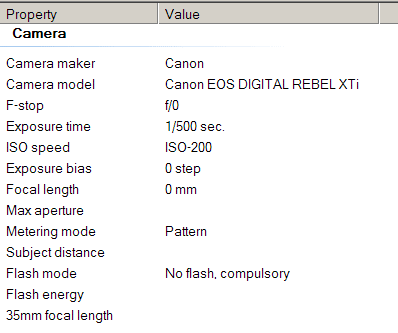 Property Value
Camera
Camera maker Canon
Camera model Canon EOS DIGITAL REBEL XTi
F-stop f/0
Exposure time 1/500 sec.
ISO speed ISO-200
Exposure bias 0 step
Focal length 0 mm
Max aperture
Metering mode Pattern
Subject distance
Flash mode No flash, compulsory
Flash energy
35mm focal length